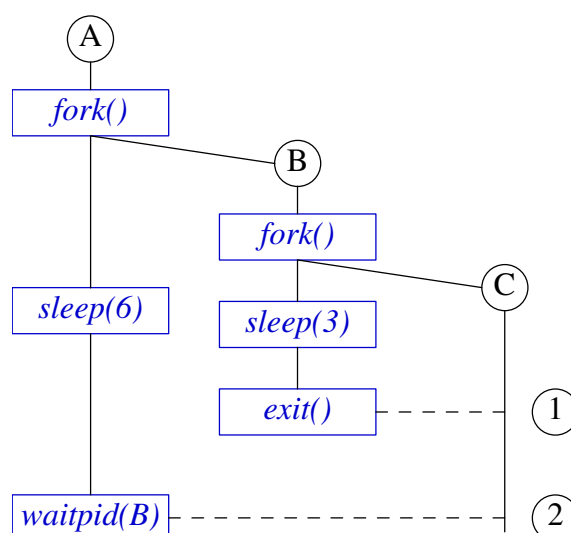 A
fork()
B
fork()
C
sleep(6)
sleep(3)
exit()
1
waitpid(B)
2